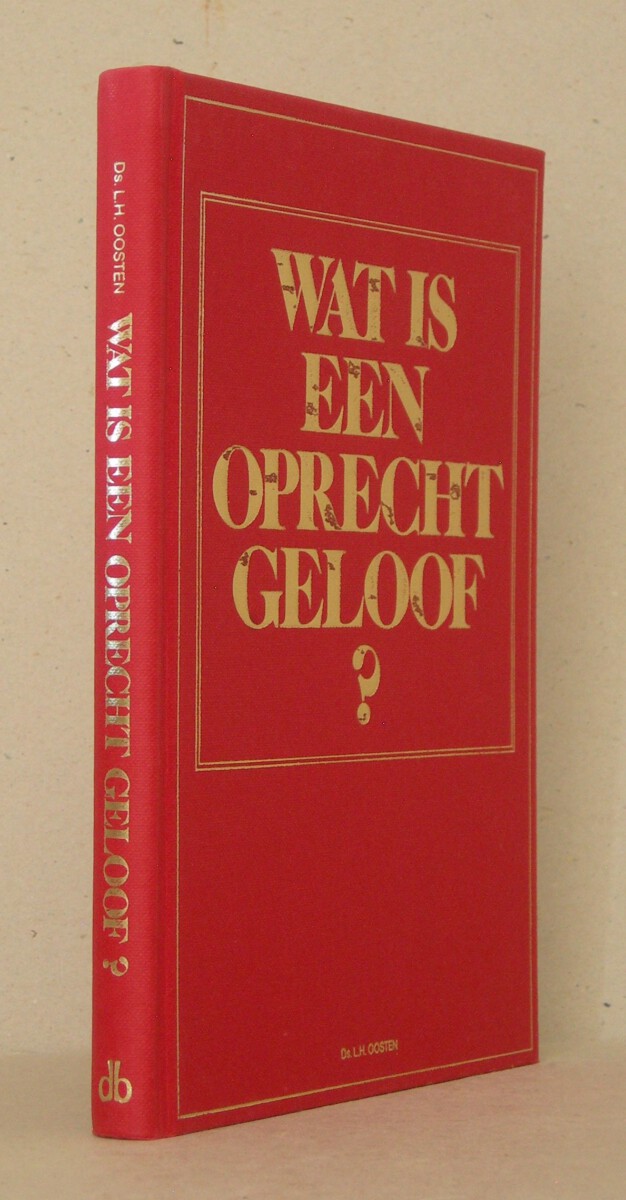 Ds. L.H. OOSTEN WAT IS EEN OPRECHT GELOOF?
db
WAT IS
EEN
OPRECHT
GELOOF
?
Ds. L.H. OOSTEN